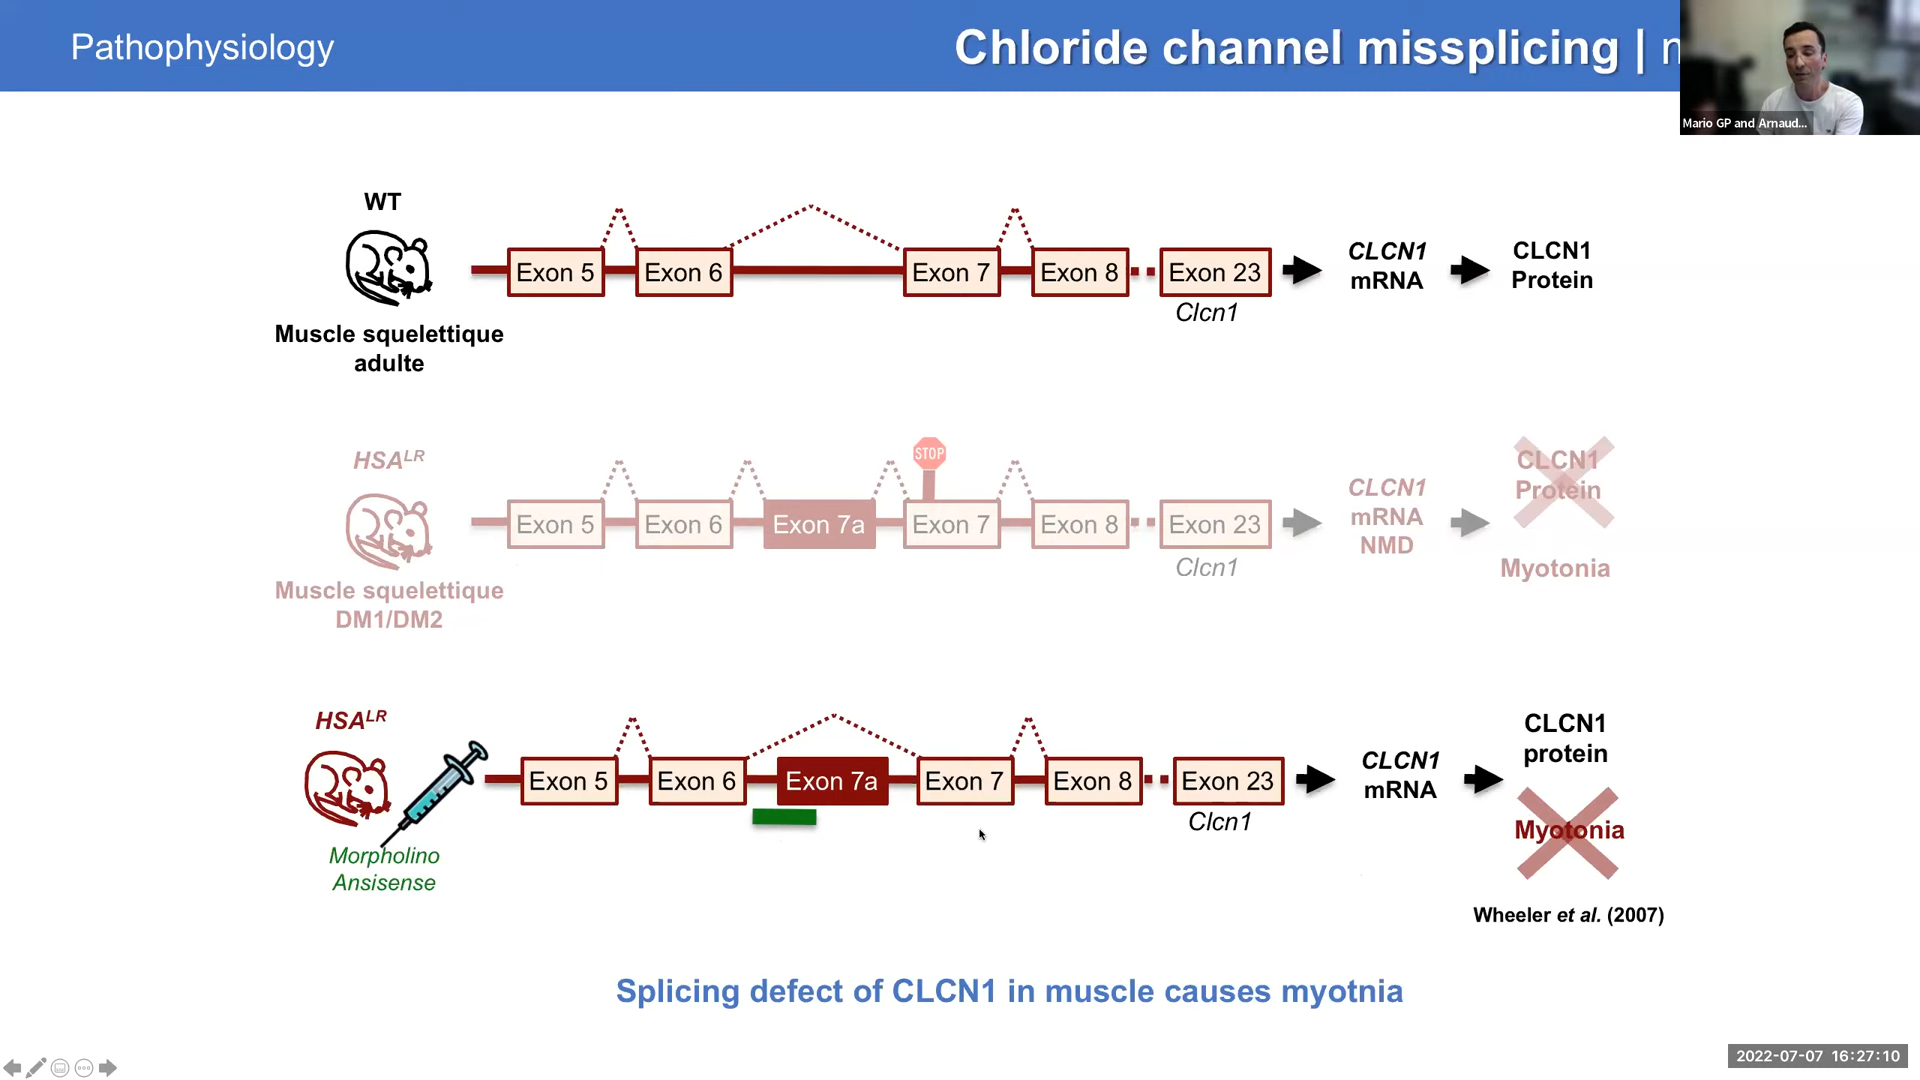 Pathophysiology
Chloride channel missplicing |
Mario GP and Arnaud...
WT
Exon 5
Exon 6
Exon 7
Exon 8
Exon 23
Clcn1
CLCN1
mRNA
CLCN1
Protein
Muscle squelettique
adulte
HSALR
STOP
Exon 5
Exon 6
Exon 7a
Exon 7
Exon 8
Exon 23
Clcn1
CLCN1
mRNA
NMD
CLCN1
Protein
Myotonia
Muscle squelettique
DM1/DM2
HSALR
Exon 5
Exon 6
Exon 7a
Exon 7
Exon 8
Exon 23
Clcn1
CLCN1
mRNA
CLCN1
protein
Myotonia
Morpholino
Ansisense
Wheeler et al. (2007)
Splicing defect of CLCN1 in muscle causes myotnia
2022-07-07 16:27:10